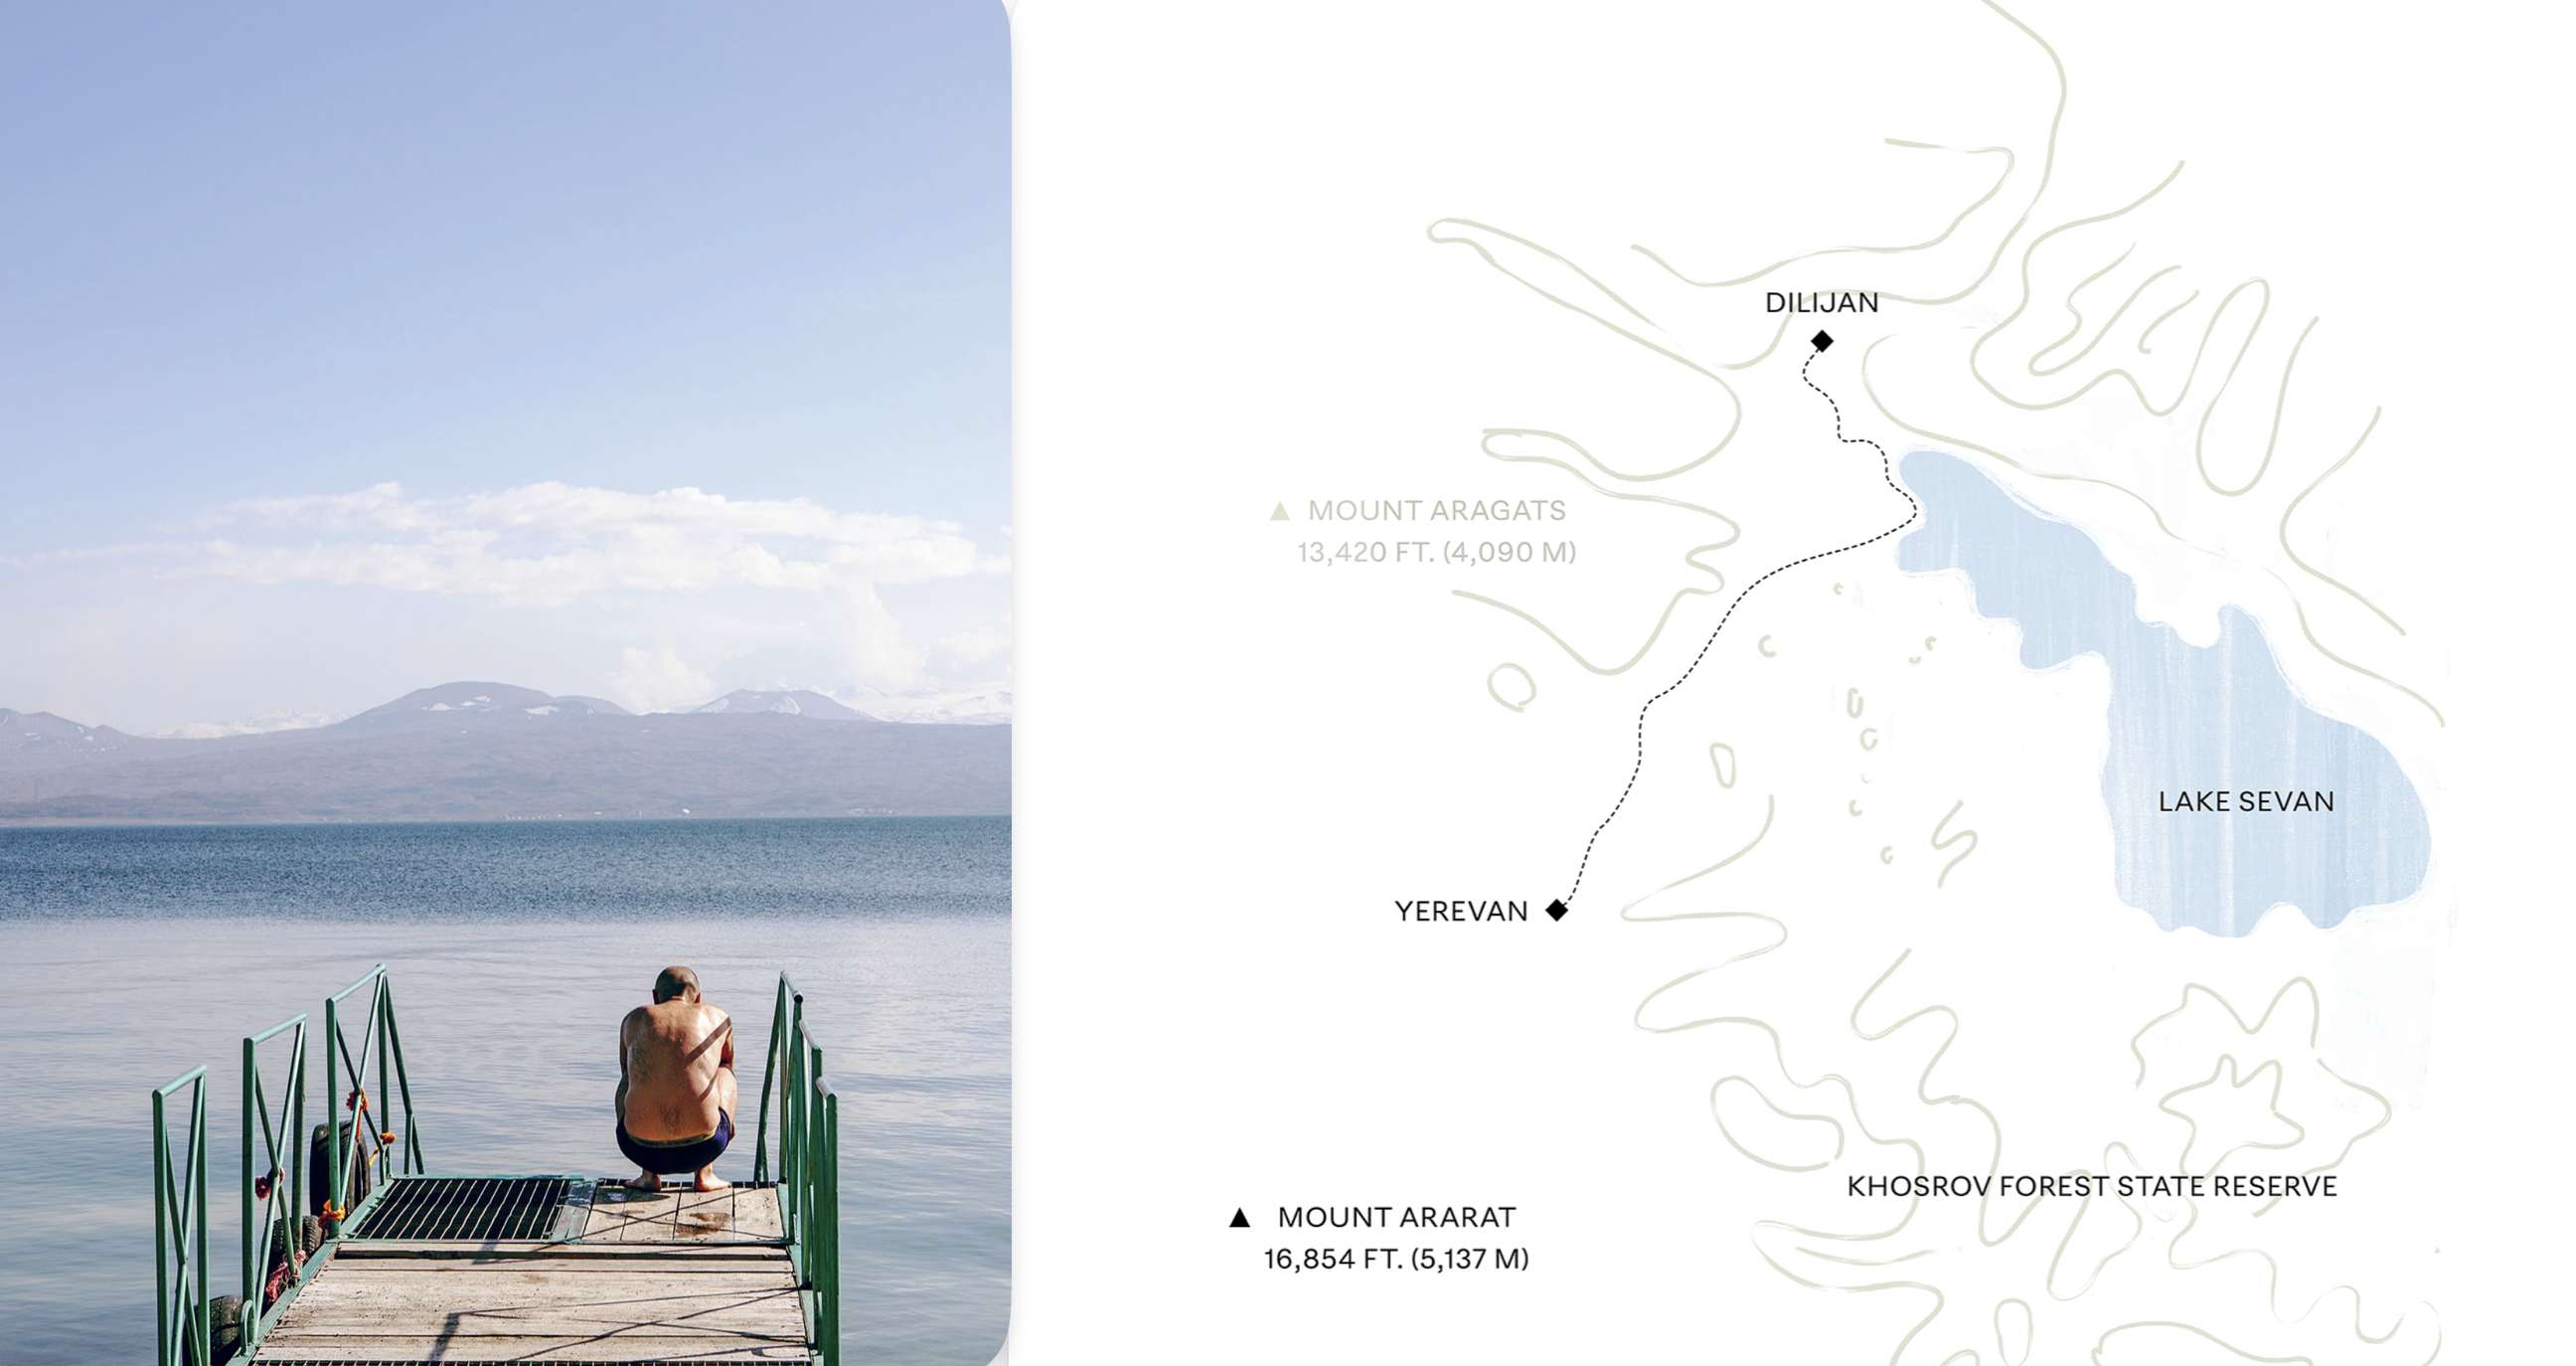 DILIJAN
MOUNT ARAGATS
13,420 FT. (4,090 M)
LAKE SEVAN
YEREVAN
KHOSROV FOREST STATE RESERVE
MOUNT ARARAT
16,854 FT. (5,137 M)